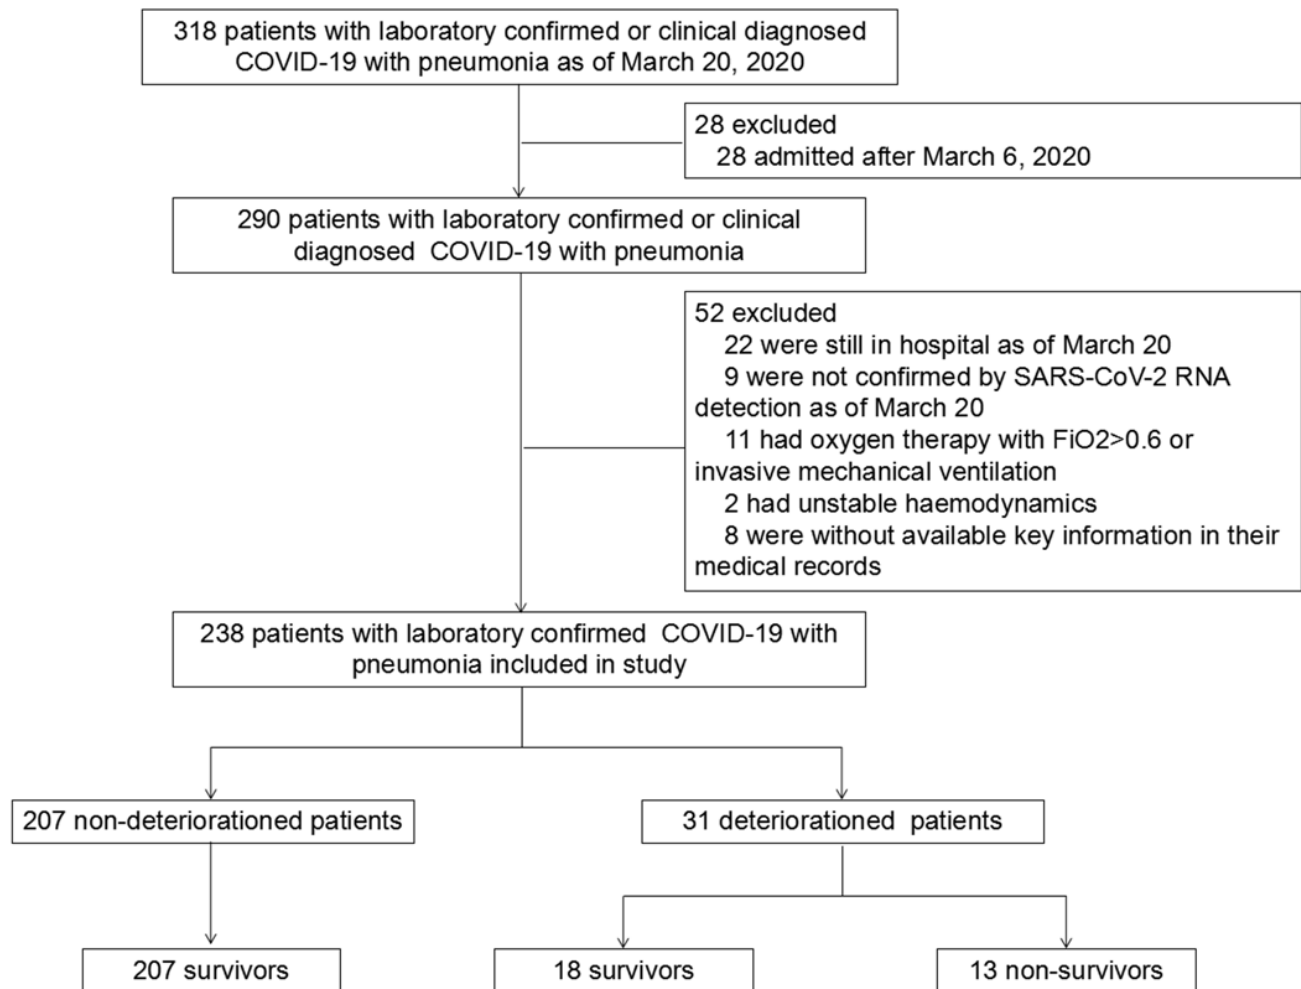 318 patients with laboratory confirmed or clinical diagnosed
COVID-19 with pneumonia as of March 20, 2020
28 excluded
28 admitted after March 6, 2020
290 patients with laboratory confirmed or clinical
diagnosed COVID-19 with pneumonia
52 excluded
22 were still in hospital as of March 20
9 were not confirmed by SARS-CoV-2 RNA
detection as of March 20
11 had oxygen therapy with FiO2>0.6 or
invasive mechanical ventilation
2 had unstable haemodynamics
8 were without available key information in their
medical records
238 patients with laboratory confirmed COVID-19 with
pneumonia included in study
207 non-deteriorationed patients
31 deteriorationed patients
207 survivors
18 survivors
13 non-survivors